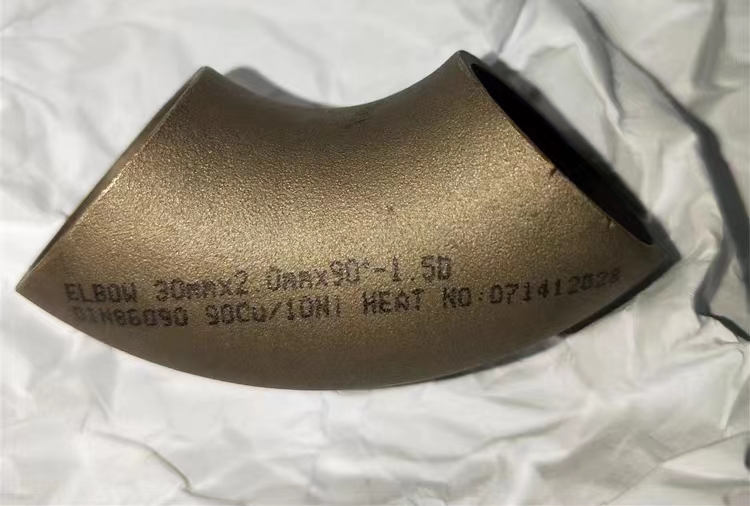 ELBOW 30mmx2.0mmx90°-1.5D
DIN86090 90Cu/10Ni HEAT NO:071412028